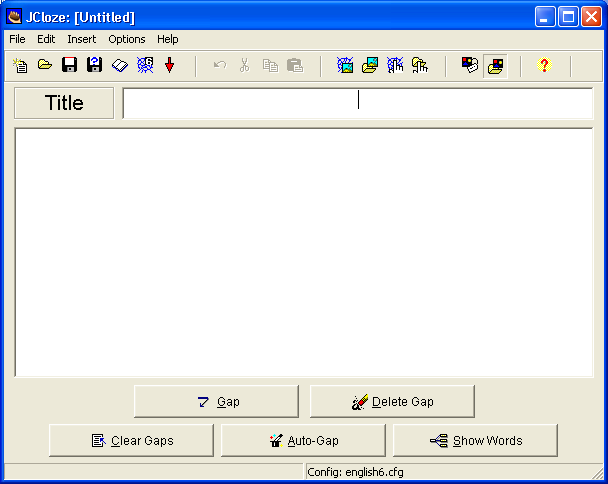 JCloze: [Untitled]
File Edit Insert Options Help
Title
Gap Delete Gap
Clear Gaps Auto-Gap Show Words
Config: english6.cfg